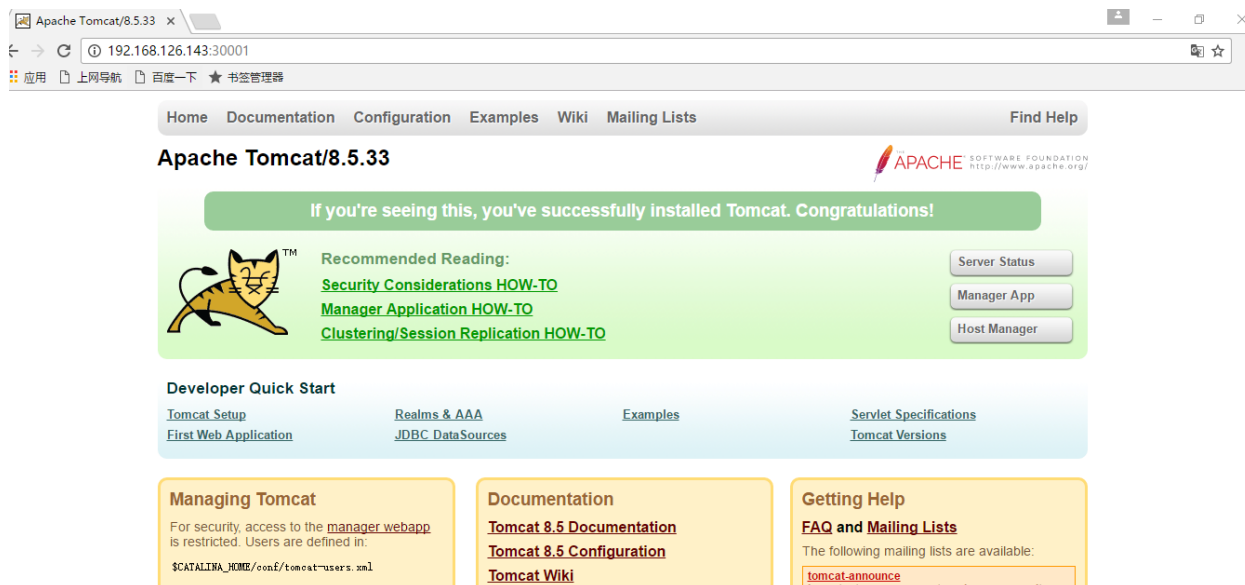 Apache Tomcat/8.5.33
192.168.126.143:30001
应用 上网导航 百度一下 书签管理器
Home Documentation Configuration Examples Wiki Mailing Lists Find Help
Apache Tomcat/8.5.33
THE APACHE SOFTWARE FOUNDATION
http://www.apache.org/
If you're seeing this, you've successfully installed Tomcat. Congratulations!
TM
Recommended Reading:
Security Considerations HOW-TO
Manager Application HOW-TO
Clustering/Session Replication HOW-TO
Server Status
Manager App
Host Manager
Developer Quick Start
Tomcat Setup
First Web Application
Realms & AAA
JDBC DataSources
Examples
Servlet Specifications
Tomcat Versions
Managing Tomcat
For security, access to the manager webapp
is restricted. Users are defined in:
$CATALINA_HOME/conf/tomcat-users.xml
Documentation
Tomcat 8.5 Documentation
Tomcat 8.5 Configuration
Tomcat Wiki
Getting Help
FAQ and Mailing Lists
The following mailing lists are available:
tomcat-announce